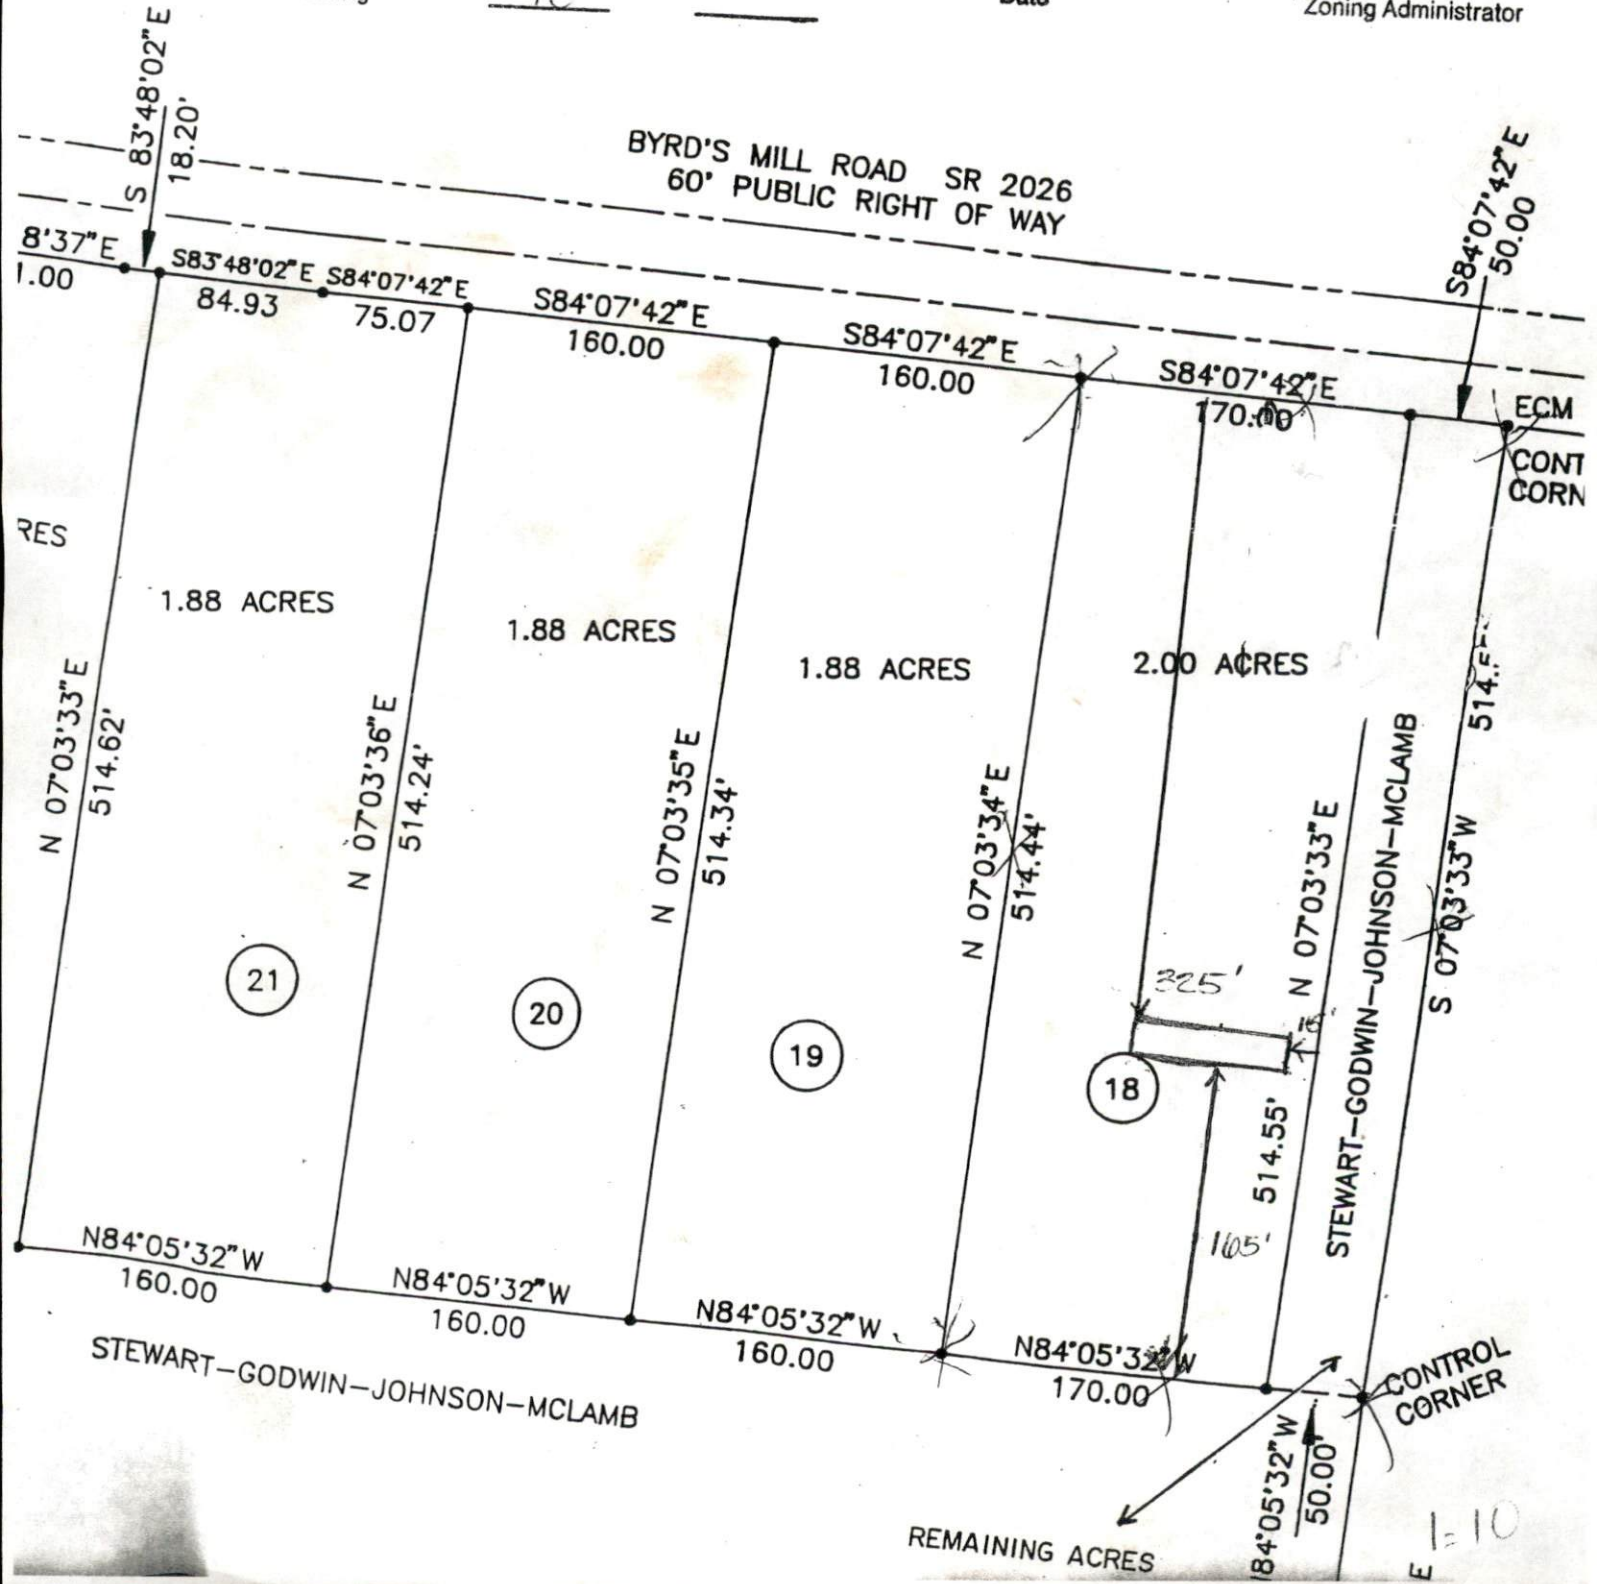 Zoning Administrator
S 83°48'02"E
18.20'
BYRD'S MILL ROAD SR 2026
60' PUBLIC RIGHT OF WAY
S84°07'42"E
50.00
8'37"E
1.00
S83°48'02"E
84.93
S84°07'42"E
75.07
S84°07'42"E
160.00
S84°07'42"E
160.00
S84°07'42"E
170.00
ECM
CONT
CORN
RES
1.88 ACRES
1.88 ACRES
1.88 ACRES
2.00 ACRES
N 07°03'33"E
514.62'
N 07°03'36"E
514.24'
N 07°03'35"E
514.34'
N 07°03'34"E
514.44'
N 07°03'33"E
514.55'
STEWART-GODWIN-JOHNSON-MCLAMB
S 07°03'33"W
21
20
19
18
325'
15'
165'
N84°05'32"W
160.00
N84°05'32"W
160.00
N84°05'32"W
160.00
N84°05'32"W
170.00
STEWART-GODWIN-JOHNSON-MCLAMB
CONTROL
CORNER
84°05'32"W
50.00'
REMAINING ACRES
E